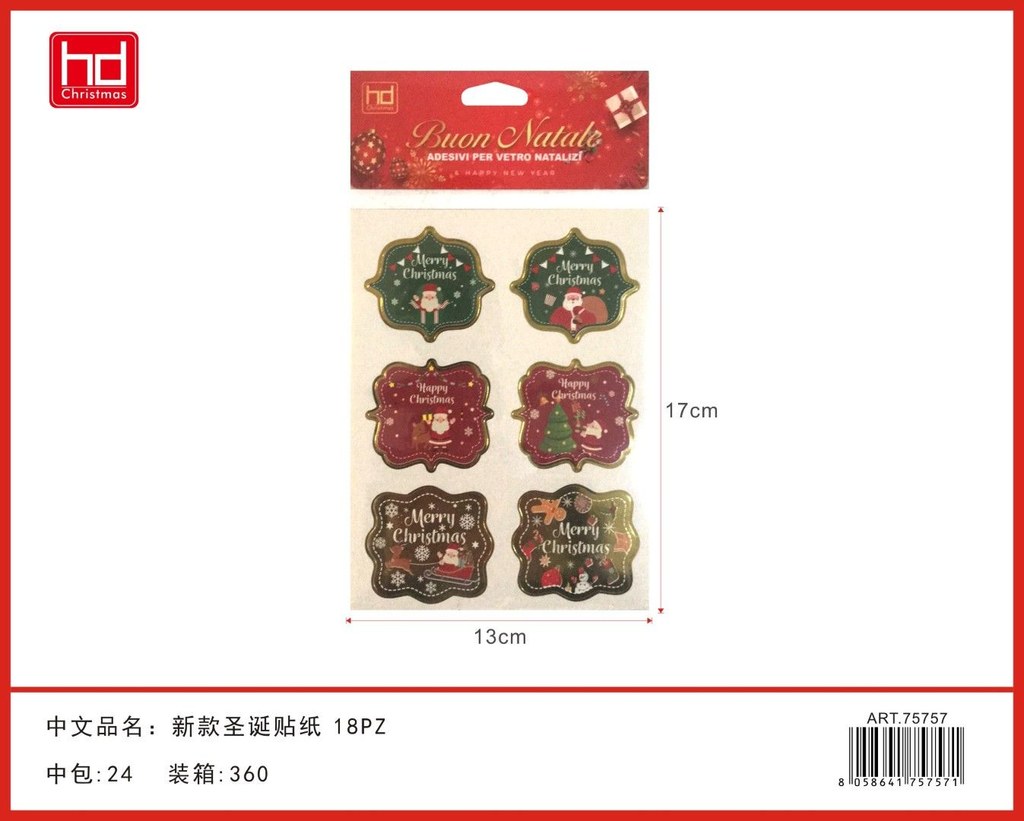 hd
Christmas
hd
Christmas
Buon Natale
ADESIVI PER VETRO NATALIZÎ
& HAPPY NEW YEAR
Merry
Christmas
Merry
Christmas
Happy
Christmas
Happy
Christmas
Merry
Christmas
Merry
Christmas
17cm
13cm
中文品名：新款圣诞贴纸 18PZ
中包:24 装箱:360
ART.75757
8 058641 757571